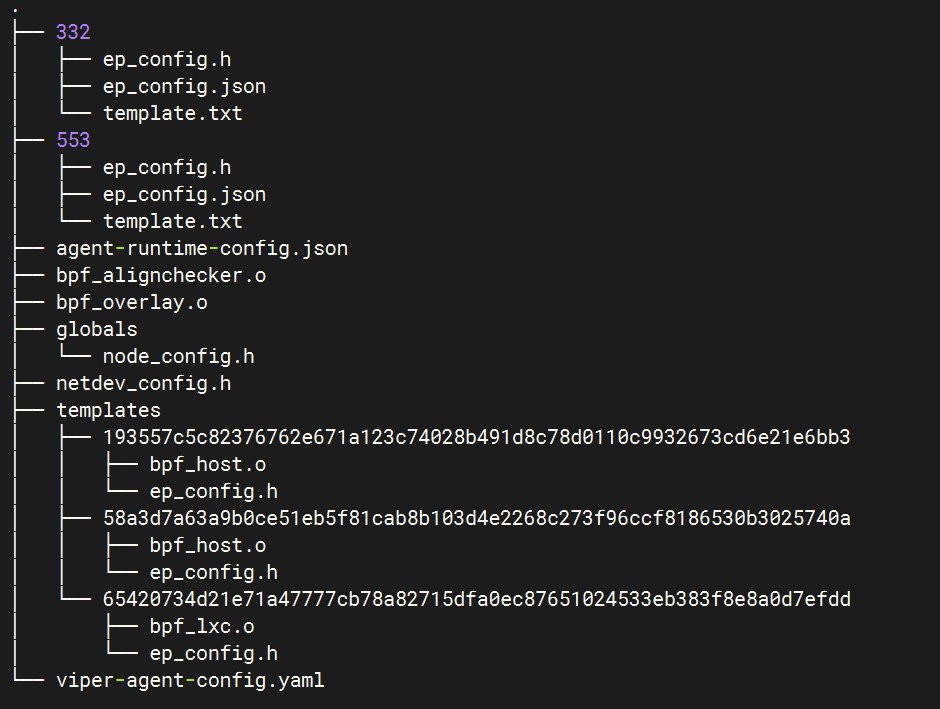 .
├── 332
│   ├── ep_config.h
│   ├── ep_config.json
│   └── template.txt
├── 553
│   ├── ep_config.h
│   ├── ep_config.json
│   └── template.txt
├── agent-runtime-config.json
├── bpf_alignchecker.o
├── bpf_overlay.o
├── globals
│   └── node_config.h
├── netdev_config.h
├── templates
│   ├── 193557c5c82376762e671a123c74028b491d8c78d0110c9932673cd6e21e6bb3
│   │   ├── bpf_host.o
│   │   └── ep_config.h
│   ├── 58a3d7a63a9b0ce51eb5f81cab8b103d4e2268c273f96ccf8186530b3025740a
│   │   ├── bpf_host.o
│   │   └── ep_config.h
│   └── 65420734d21e71a47777cb78a82715dfa0ec87651024533eb383f8e8a0d7efdd
│       ├── bpf_lxc.o
│       └── ep_config.h
└── viper-agent-config.yaml